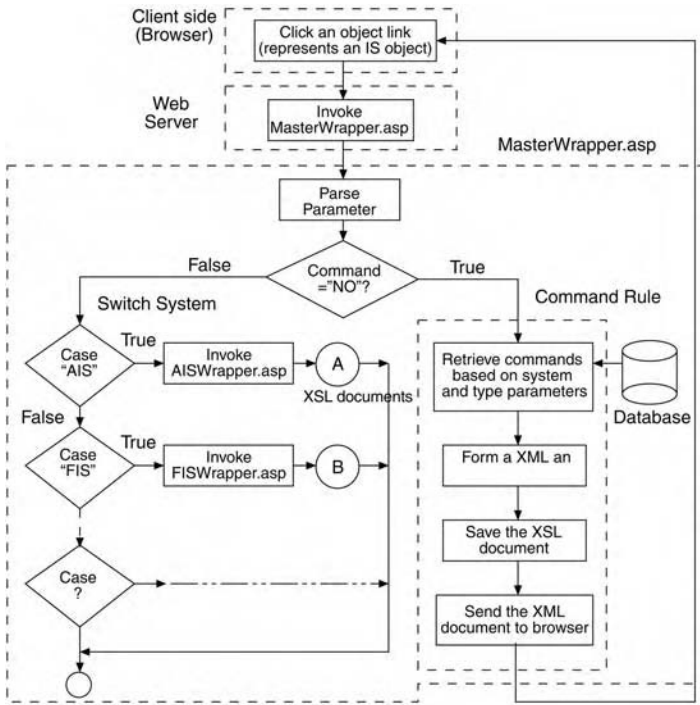 Client side
(Browser)
Click an object link
(represents an IS object)
Web
Server
Invoke
MasterWrapper.asp
MasterWrapper.asp
Parse
Parameter
False
Command
="NO"?
True
Switch System
Command Rule
Case
"AIS"
True
Invoke
AISWrapper.asp
A
XSL documents
Retrieve commands
based on system
and type parameters
Database
False
Case
"FIS"
True
Invoke
FISWrapper.asp
B
Form a XML an
Save the XSL
document
Case
?
Send the XML
document to browser